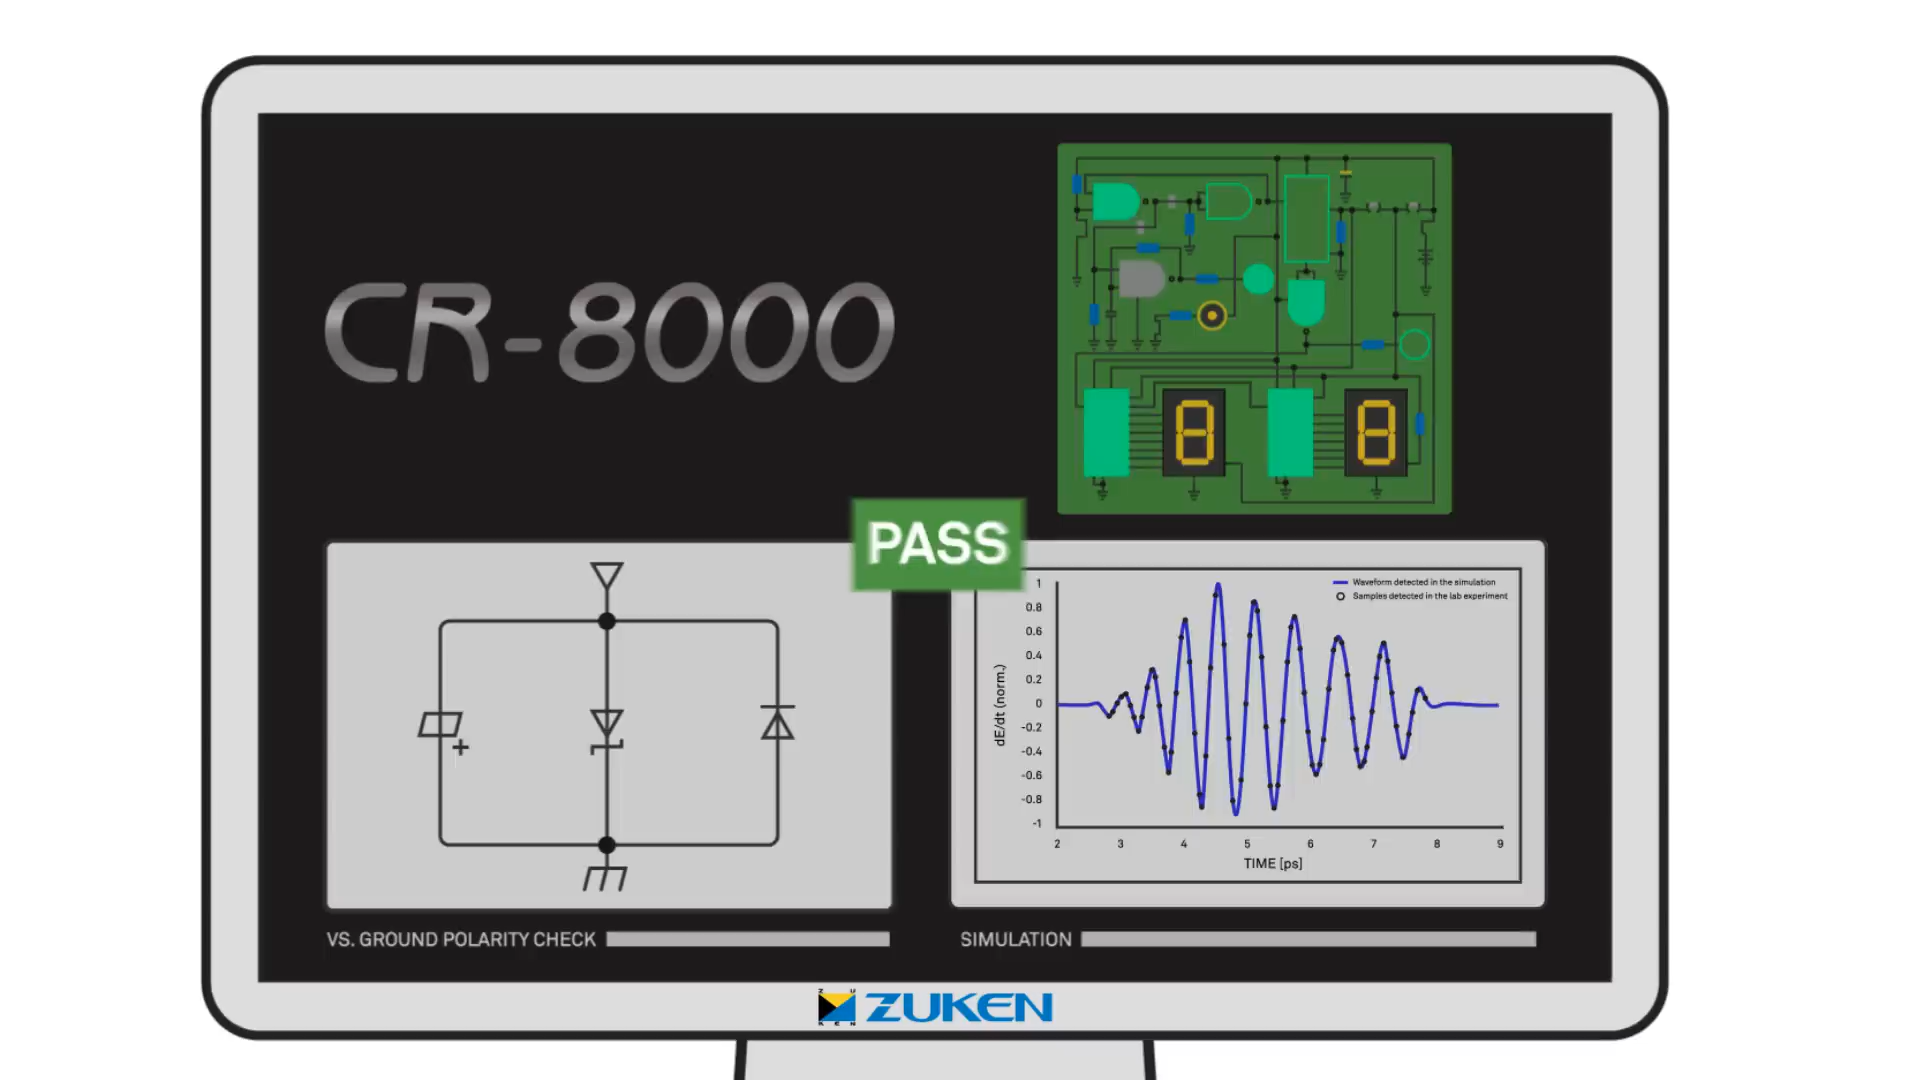 CR-8000
8 8
PASS
Waveform detected in the simulation
Samples detected in the lab experiment
1
0.8
0.6
0.4
0.2
0
-0.2
-0.4
-0.6
-0.8
-1
dE/dt (norm.)
2 3 4 5 6 7 8 9
TIME [ps]
+
VS. GROUND POLARITY CHECK
SIMULATION
Z U
K E N
ZUKEN